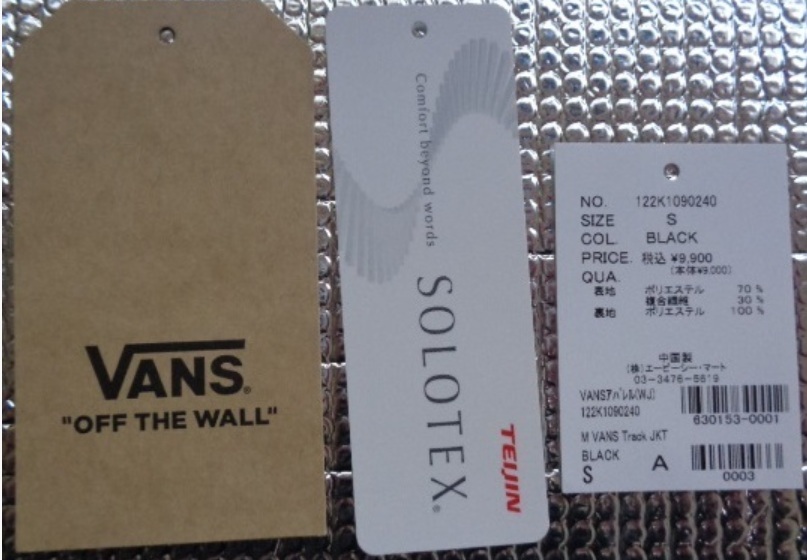 VANS®
"OFF THE WALL"
Comfort beyond words
SOLOTEX®
TEIJIN
NO. 122K1090240
SIZE S
COL. BLACK
PRICE. 税込 ¥9,900
(本体¥9,000)
QUA.
表地 ポリエステル 70 %
複合繊維 30 %
裏地 ポリエステル 100 %
中国製
(株)エービーシー・マート
03-3476-5619
VANSアパレル(WJ)
122K1090240
630153-0001
M VANS Track JKT
BLACK
S A
0003